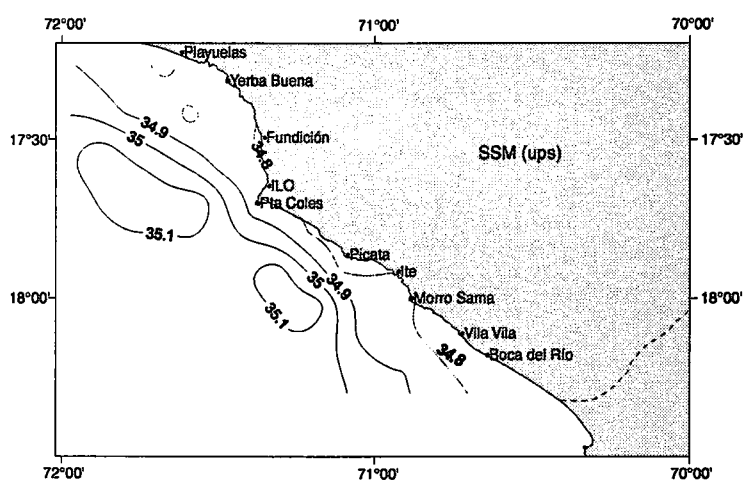 72°00'
71°00'
70°00'
Playuelas
Yerba Buena
34.9
17°30'
35
Fundición
17°30'
34.8
SSM (ups)
ILO
Pta Coles
35.1
Picata
Ite
35
34.9
18°00'
Morro Sama
18°00'
35.1
Vila Vila
34.8
Boca del Río
72°00'
71°00'
70°00'